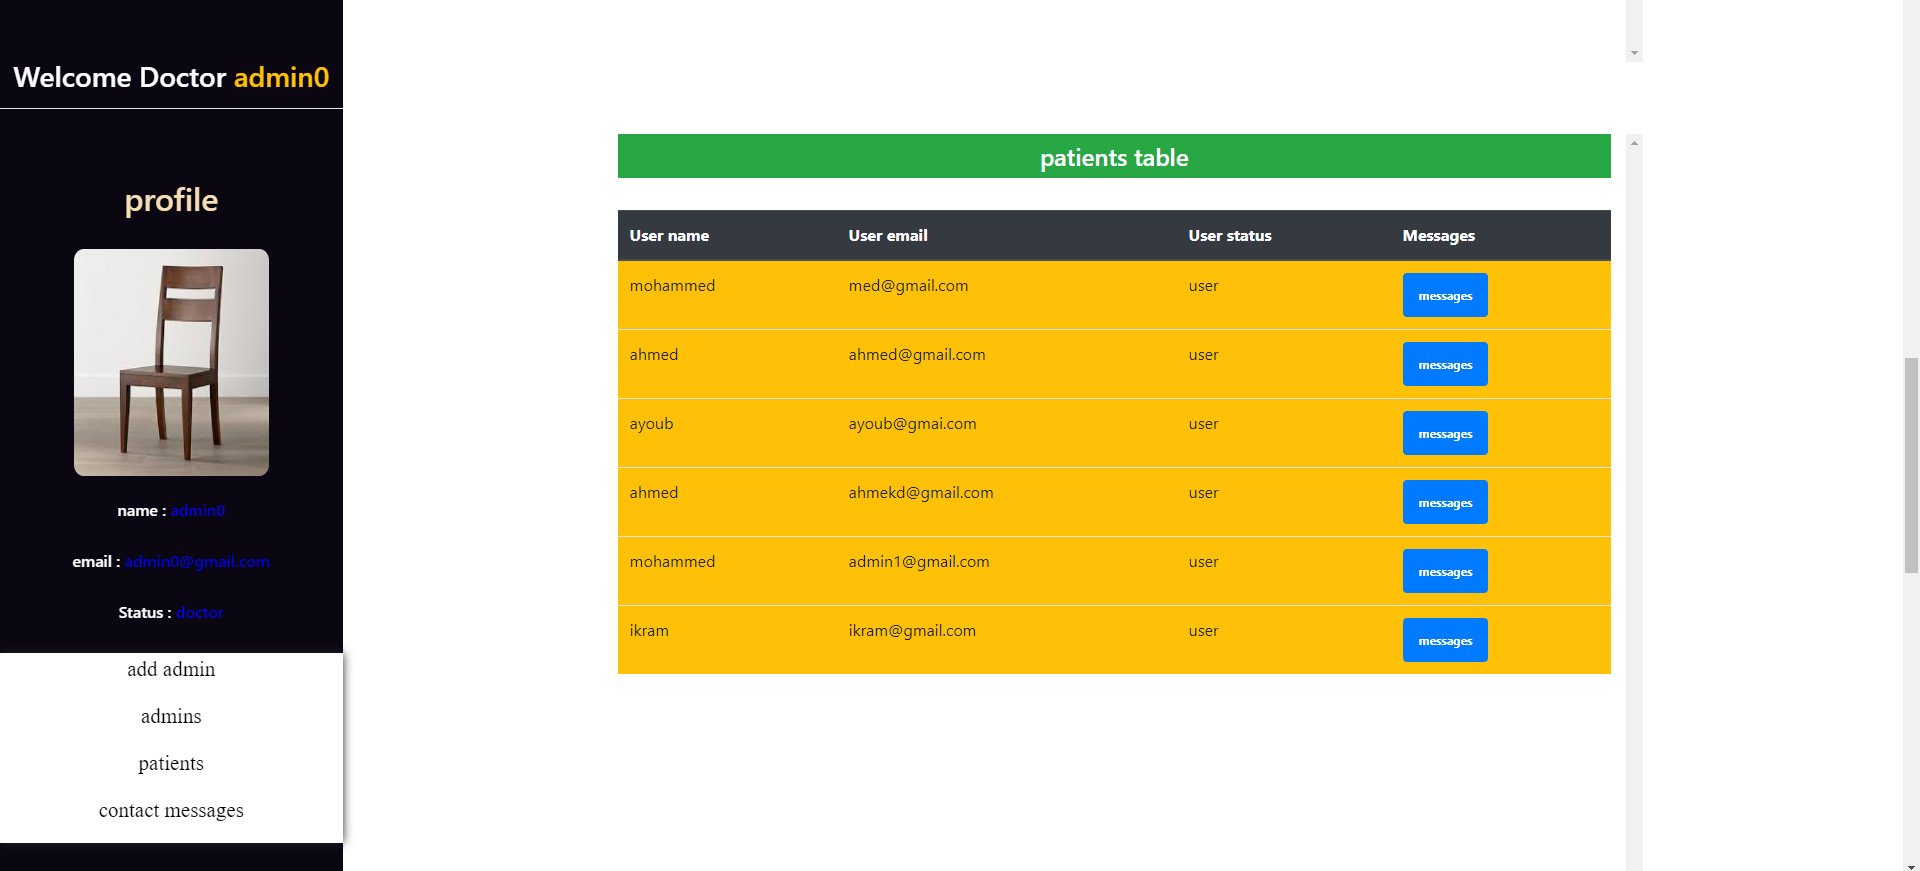 Welcome Doctor admin0
profile
name : admin0
email : admin0@gmail.com
Status : doctor
add admin
admins
patients
contact messages
patients table
User name User email User status Messages
mohammed med@gmail.com user messages
ahmed ahmed@gmail.com user messages
ayoub ayoub@gmai.com user messages
ahmed ahmekd@gmail.com user messages
mohammed admin1@gmail.com user messages
ikram ikram@gmail.com user messages